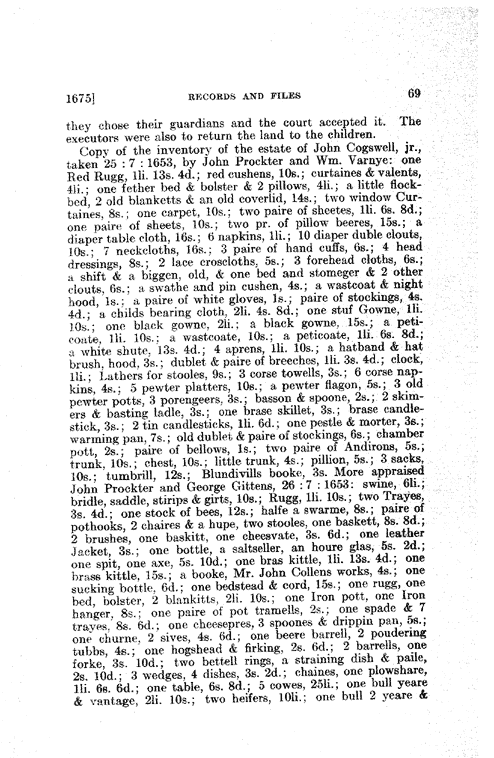 1675] RECORDS AND FILES 69
they chose their guardians and the court accepted it. The
executors were also to return the land to the children.
Copy of the inventory of the estate of John Cogswell, jr.,
taken 25 : 7 : 1653, by John Prockter and Wm. Varnye: one
Red Rugg, 1li. 13s. 4d.; red cushens, 10s.; curtaines & valents,
4li.; one fether bed & bolster & 2 pillows, 4li.; a little flock-
bed, 2 old blanketts & an old coverlid, 14s.; two window Cur-
taines, 8s.; one carpet, 10s.; two paire of sheetes, 1li. 6s. 8d.;
one paire of sheets, 10s.; two pr. of pillow beeres, 15s.; a
diaper table cloth, 16s.; 6 napkins, 1li.; 10 diaper duble clouts,
10s.; 7 neckcloths, 16s.; 3 paire of hand cuffs, 6s.; 4 head
dressings, 8s.; 2 lace croscloths, 5s.; 3 forehead cloths, 6s.;
a shift & a biggen, old, & one bed and stomeger & 2 other
clouts, 6s.; a swathe and pin cushen, 4s.; a wastcoat & night
hood, 1s.; a paire of white gloves, 1s.; paire of stockings, 4s.
4d.; a childs bearing cloth, 2li. 4s. 8d.; one stuf Gowne, 1li.
10s.; one black gowne, 2li.; a black gowne, 15s.; a peti-
coate, 1li. 10s.; a wastcoate, 10s.; a peticoate, 1li. 6s. 8d.;
a white shute, 13s. 4d.; 4 aprens, 1li. 10s.; a hatband & hat
brush, hood, 3s.; dublet & paire of breeches, 1li. 3s. 4d.; clock,
1li.; Lathers for stooles, 9s.; 3 corse towells, 3s.; 6 corse nap-
kins, 4s.; 5 pewter platters, 10s.; a pewter flagon, 5s.; 3 old
pewter potts, 3 porengeers, 3s.; basson & spoone, 2s.; 2 skim-
ers & basting ladle, 3s.; one brase skillet, 3s.; brase candle-
stick, 3s.; 2 tin candlesticks, 1li. 6d.; one pestle & morter, 3s.;
warming pan, 7s.; old dublet & paire of stockings, 6s.; chamber
pott, 2s.; paire of bellows, 1s.; two paire of Andirons, 5s.;
trunk, 10s.; chest, 10s.; little trunk, 4s.; pillion, 5s.; 3 sacks,
10s.; tumbrill, 12s.; Blundivills booke, 3s. More appraised
John Prockter and George Gittens, 26 : 7 : 1653: swine, 6li.;
bridle, saddle, stirips & girts, 10s.; Rugg, 1li. 10s.; two Trayes,
3s. 4d.; one stock of bees, 12s.; halfe a swarme, 8s.; paire of
pothooks, 2 chaires & a hupe, two stooles, one baskett, 8s. 8d.;
2 brushes, one baskitt, one cheesvate, 3s. 6d.; one leather
Jacket, 3s.; one bottle, a saltseller, an houre glas, 5s. 2d.;
one spit, one axe, 5s. 10d.; one bras kittle, 1li. 13s. 4d.; one
brass kittle, 15s.; a booke, Mr. John Collens works, 4s.; one
sucking bottle, 6d.; one bedstead & cord, 15s.; one rugg, one
bed, bolster, 2 blankitts, 2li. 10s.; one Iron pott, one Iron
hanger, 8s.; one paire of pot tramells, 2s.; one spade & 7
trayes, 8s. 6d.; one cheesepres, 3 spoones & drippin pan, 5s.;
one churne, 2 sives, 4s. 6d.; one beere barrell, 2 poudering
tubbs, 4s.; one hogshead & firking, 2s. 6d.; 2 barrells, one
forke, 3s. 10d.; two bettell rings, a straining dish & paile,
2s. 10d.; 3 wedges, 4 dishes, 3s. 2d.; chaines, one plowshare,
1li. 6s. 6d.; one table, 6s. 8d.; 5 cowes, 25li.; one bull yeare
& vantage, 2li. 10s.; two heifers, 10li.; one bull 2 yeare &